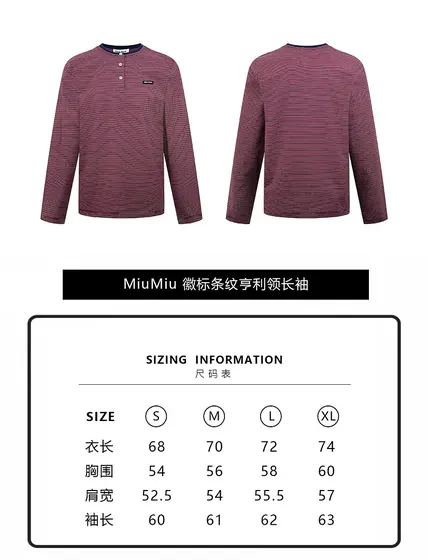 MiuMiu 徽标条纹亨利领长袖
SIZING INFORMATION
尺码表
SIZE S M L XL
衣长 68 70 72 74
胸围 54 56 58 60
肩宽 52.5 54 55.5 57
袖长 60 61 62 63